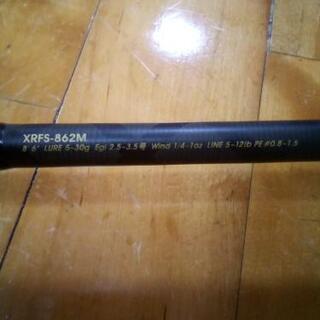 XRFS-862M
8' 6" LURE 5-30g Egi 2.5-3.5号 Wind 1/4-1oz LINE 5-12lb PE #0.8-1.5